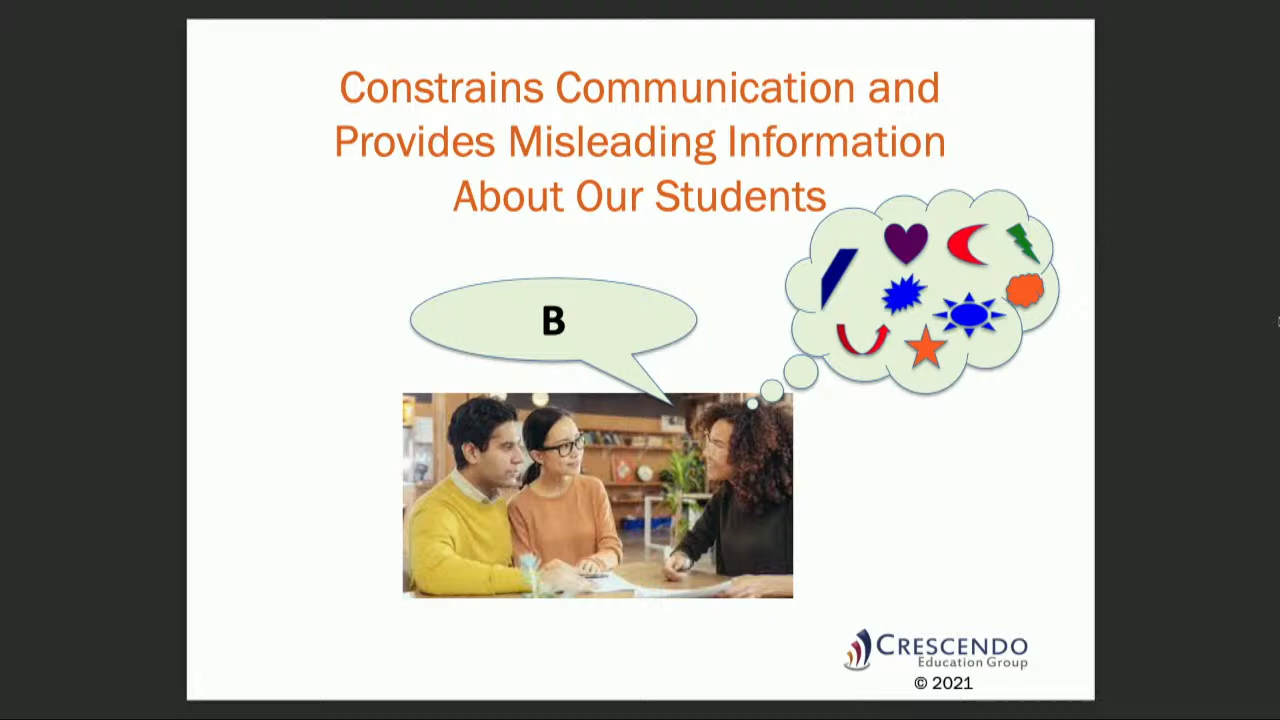 Constrains Communication and
Provides Misleading Information
About Our Students
B
CRESCENDO
Education Group
© 2021